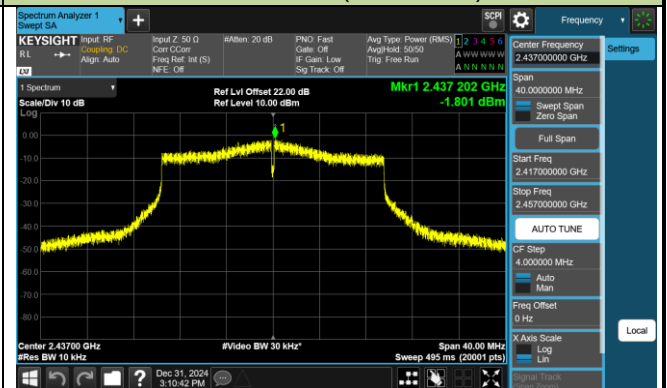 Spectrum Analyzer 1
Swept SA
KEYSIGHT
RL
Input: RF
Coupling: DC
Align: Auto
Input Z: 50 Ω
Corr CCorr
Freq Ref: Int (S)
NFE: Off
#Atten: 20 dB
PNO: Fast
Gate: Off
IF Gain: Low
Sig Track: Off
Avg Type: Power (RMS)
Avg|Hold: 50/50
Trig: Free Run
1 2 3 4 5 6
A W W W W W
A N N N N N
1 Spectrum
Scale/Div 10 dB
Log
Ref Lvl Offset 22.00 dB
Ref Level 10.00 dBm
Mkr1 2.437 202 GHz
-1.801 dBm
1
0.00
-10.0
-20.0
-30.0
-40.0
-50.0
-60.0
-70.0
-80.0
Center 2.43700 GHz
#Res BW 10 kHz
#Video BW 30 kHz*
Span 40.00 MHz
Sweep 495 ms (20001 pts)
Dec 31, 2024
3:10:42 PM
SCPI
Frequency
Settings
Center Frequency
2.437000000 GHz
Span
40.0000000 MHz
Swept Span
Zero Span
Full Span
Start Freq
2.417000000 GHz
Stop Freq
2.457000000 GHz
AUTO TUNE
CF Step
4.000000 MHz
Auto
Man
Freq Offset
0 Hz
X Axis Scale
Log
Lin
Signal Track
Local